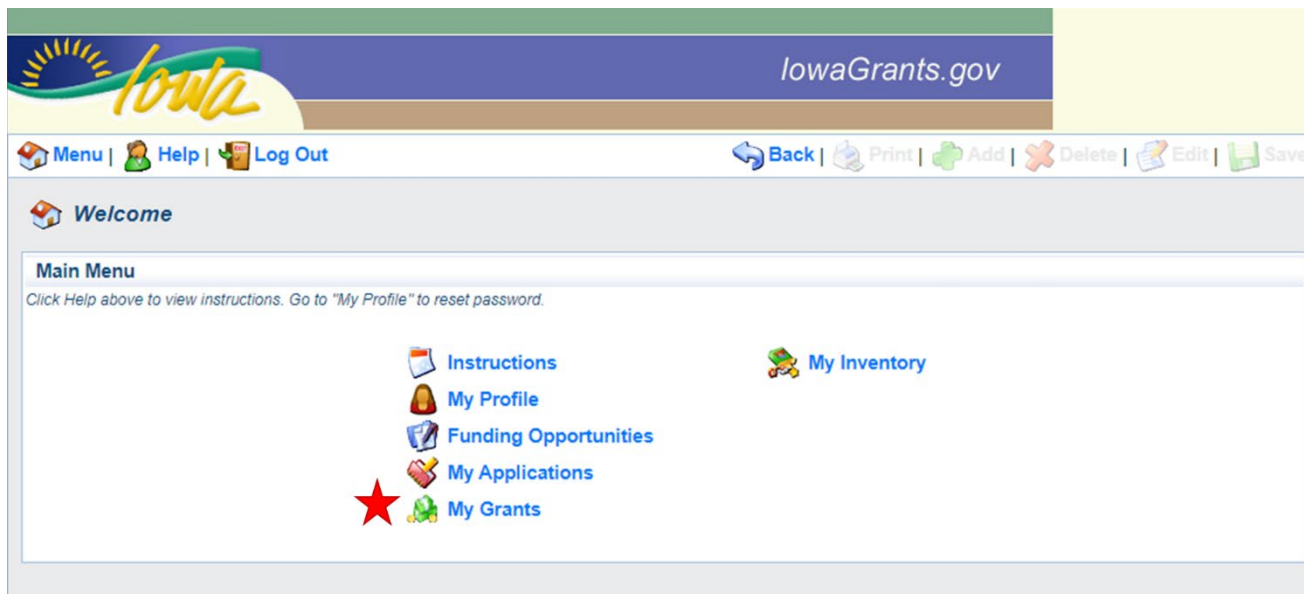 Iowa
IowaGrants.gov
Menu | Help | Log Out
Back | Print | Add | Delete | Edit | Save
Welcome
Main Menu
Click Help above to view instructions. Go to "My Profile" to reset password.
Instructions
My Inventory
My Profile
Funding Opportunities
My Applications
My Grants